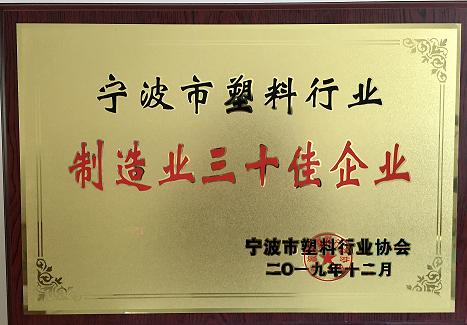 宁波市塑料行业
制造业三十佳企业
宁波市塑料行业协会
二〇一九年十二月